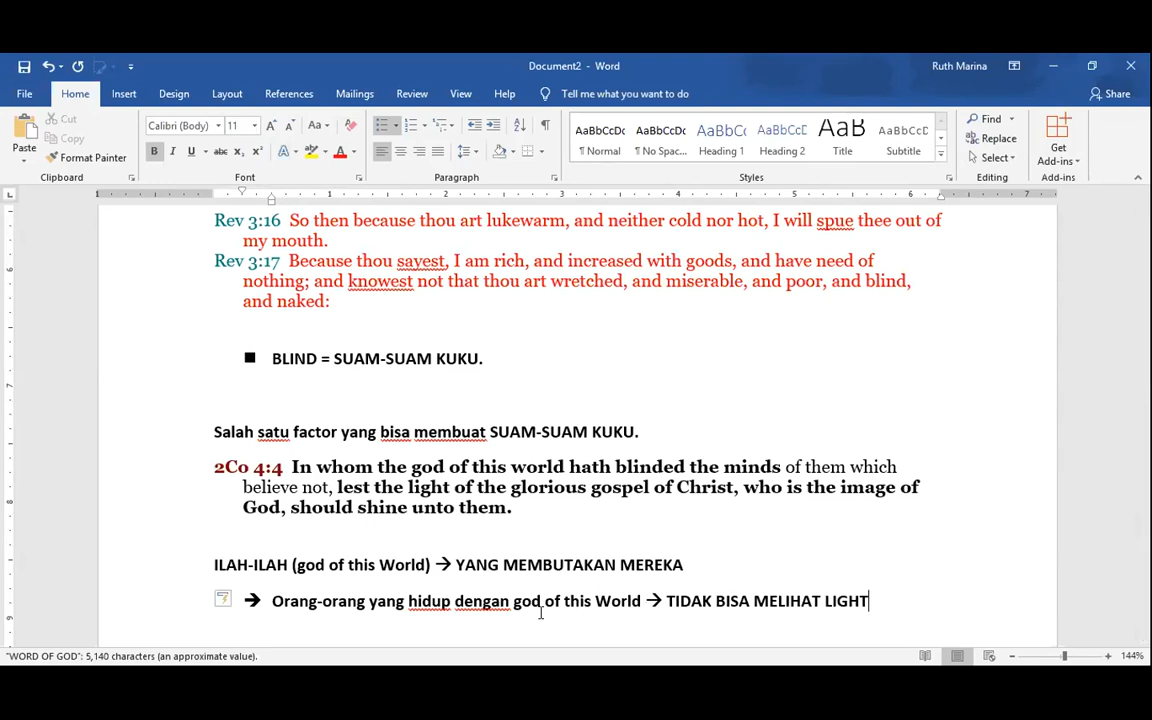 Document2 - Word
Ruth Marina
File Home Insert Design Layout References Mailings Review View Help Tell me what you want to do Share
Paste
Cut
Copy
Format Painter
Clipboard
Calibri (Body) 11
Font
Paragraph
AaBbCcDc AaBbCcDc AaBbCc AaBbCcD AaB AaBbCcD
¶ Normal ¶ No Spac... Heading 1 Heading 2 Title Subtitle
Styles
Find
Replace
Select
Editing
Get
Add-ins
Add-ins
1 1 2 3 4 5 6 7
Rev 3:16 So then because thou art lukewarm, and neither cold nor hot, I will spue thee out of
my mouth.
Rev 3:17 Because thou sayest, I am rich, and increased with goods, and have need of
nothing; and knowest not that thou art wretched, and miserable, and poor, and blind,
and naked:
BLIND = SUAM-SUAM KUKU.
Salah satu factor yang bisa membuat SUAM-SUAM KUKU.
2Co 4:4 In whom the god of this world hath blinded the minds of them which
believe not, lest the light of the glorious gospel of Christ, who is the image of
God, should shine unto them.
ILAH-ILAH (god of this World) → YANG MEMBUTAKAN MEREKA
➔ Orang-orang yang hidup dengan god of this World → TIDAK BISA MELIHAT LIGHT
"WORD OF GOD": 5,140 characters (an approximate value).
144%